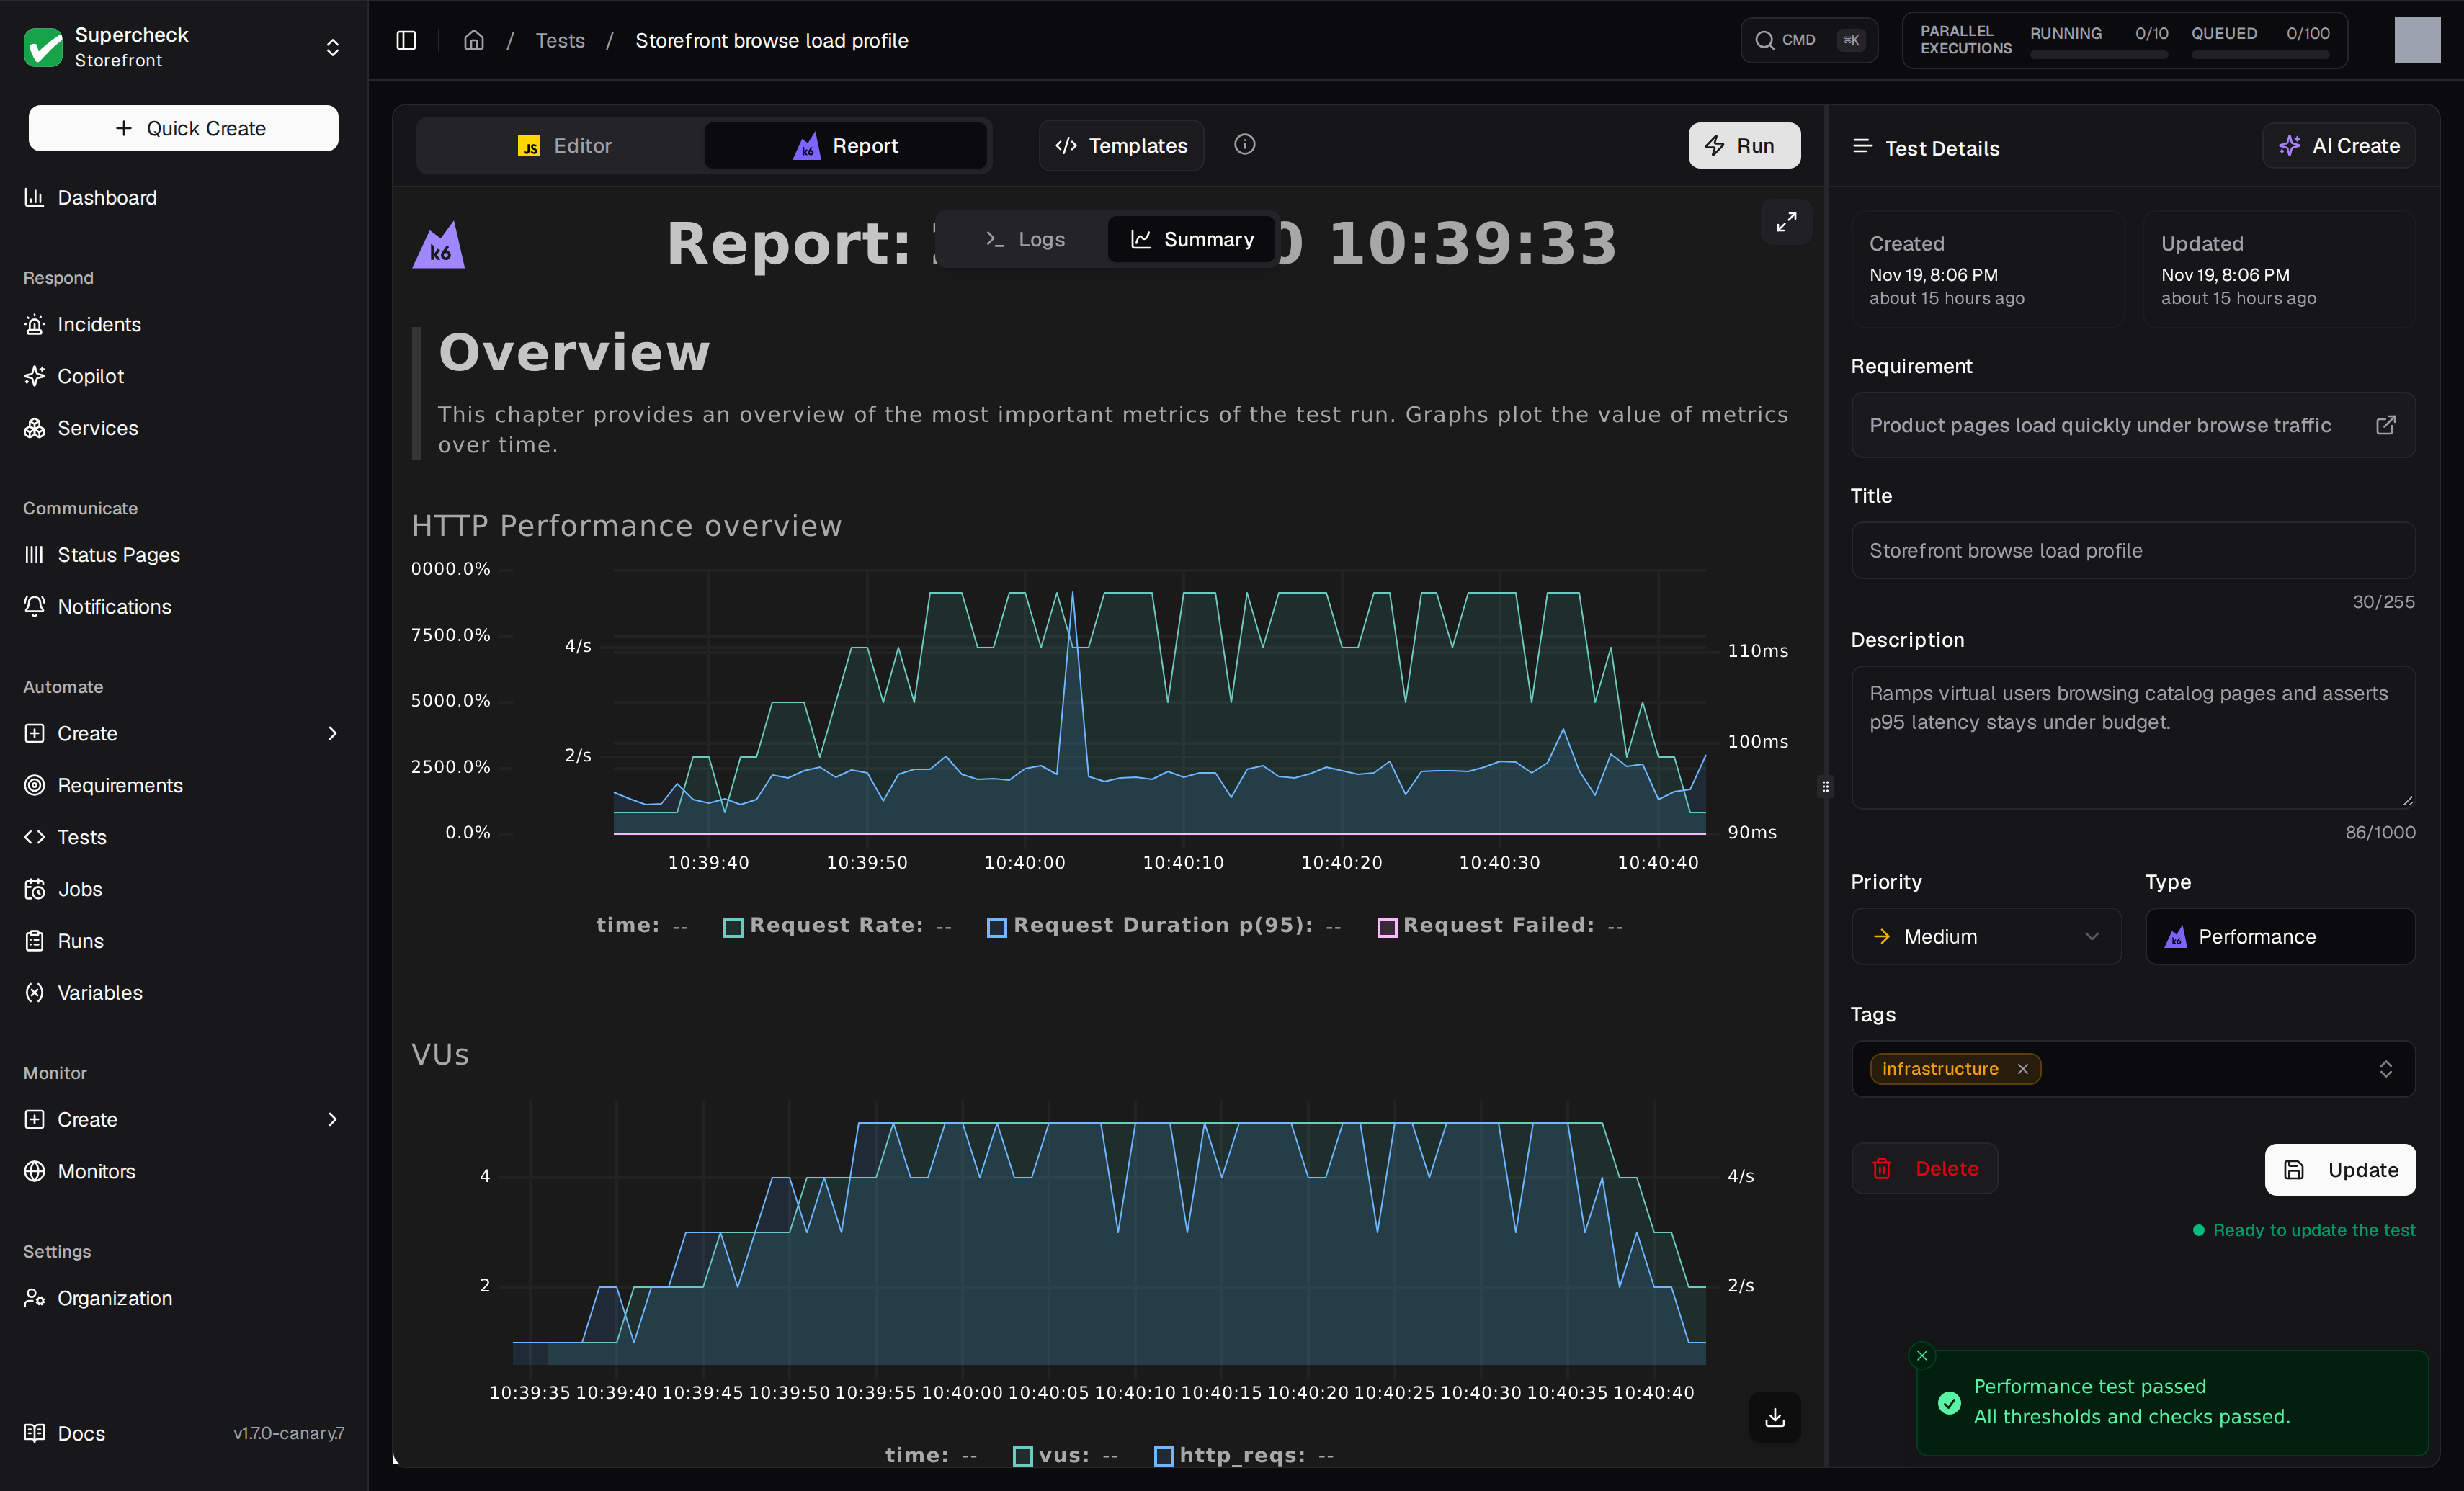 Supercheck
Storefront
Quick Create
Dashboard
Respond
Incidents
Copilot
Services
Communicate
Status Pages
Notifications
Automate
Create
Requirements
Tests
Jobs
Runs
Variables
Monitor
Create
Monitors
Settings
Organization
Docs
v1.7.0-canary.7
/ Tests / Storefront browse load profile
CMD ⌘K
PARALLEL
EXECUTIONS
RUNNING 0/10
QUEUED 0/100
JS Editor
k6 Report
Templates
Run
k6
Report: 0 10:39:33
Logs
Summary
Overview
This chapter provides an overview of the most important metrics of the test run. Graphs plot the value of metrics
over time.
HTTP Performance overview
0000.0%
7500.0%
5000.0%
2500.0%
0.0%
4/s
2/s
110ms
100ms
90ms
10:39:40 10:39:50 10:40:00 10:40:10 10:40:20 10:40:30 10:40:40
time: -- Request Rate: -- Request Duration p(95): -- Request Failed: --
VUs
4
2
4/s
2/s
10:39:35 10:39:40 10:39:45 10:39:50 10:39:55 10:40:00 10:40:05 10:40:10 10:40:15 10:40:20 10:40:25 10:40:30 10:40:35 10:40:40
time: -- vus: -- http_reqs: --
Test Details
AI Create
Created
Nov 19, 8:06 PM
about 15 hours ago
Updated
Nov 19, 8:06 PM
about 15 hours ago
Requirement
Product pages load quickly under browse traffic
Title
Storefront browse load profile
30/255
Description
Ramps virtual users browsing catalog pages and asserts
p95 latency stays under budget.
86/1000
Priority
Medium
Type
k6 Performance
Tags
infrastructure
Delete
Update
Ready to update the test
Performance test passed
All thresholds and checks passed.